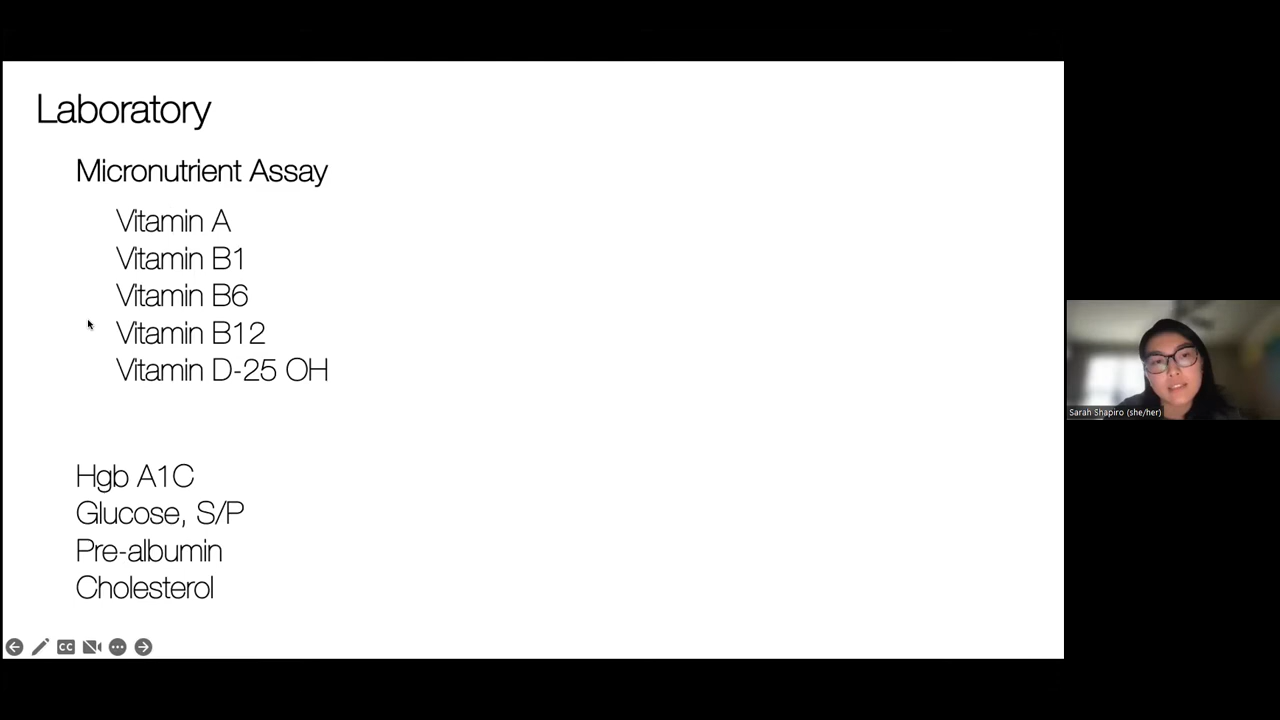 Laboratory
Micronutrient Assay
Vitamin A
Vitamin B1
Vitamin B6
Vitamin B12
Vitamin D-25 OH
Hgb A1C
Glucose, S/P
Pre-albumin
Cholesterol
CC
Sarah Shapiro (she/her)